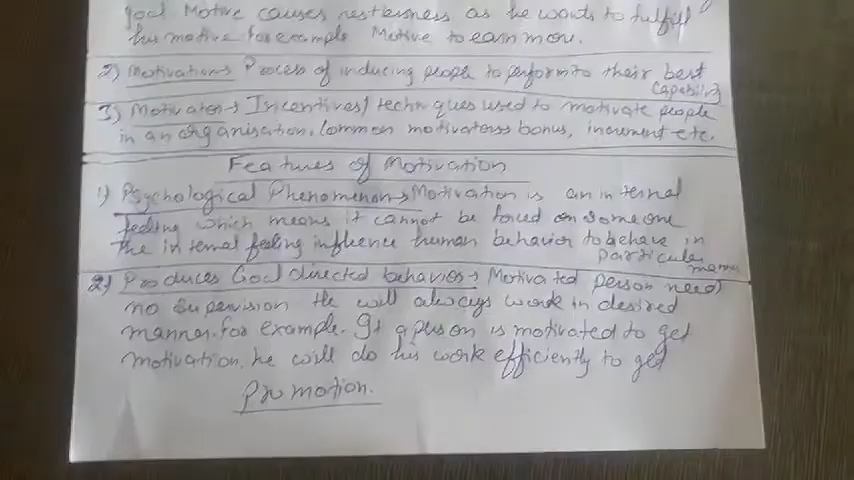 goal Motive causes restlessness as he wants to fulfill
his motive for example Motive to earn more.
2) Motivation→ Process of inducing people to perform to their best
capability
3) Motivators→ Incentives/techniques used to motivate people
in an organisation. Common motivators bonus, increment etc.
Features of Motivation
1) Psychological Phenomenon→ Motivation is an internal
feeling which means it cannot be forced on someone
the internal feeling influence human behavior to behave in
particular manner
2) Produces Goal directed behavior→ Motivated person need
no supervision He will always work in desired
manner. for example. If a person is motivated to get
motivation, he will do his work efficiently to get
promotion.